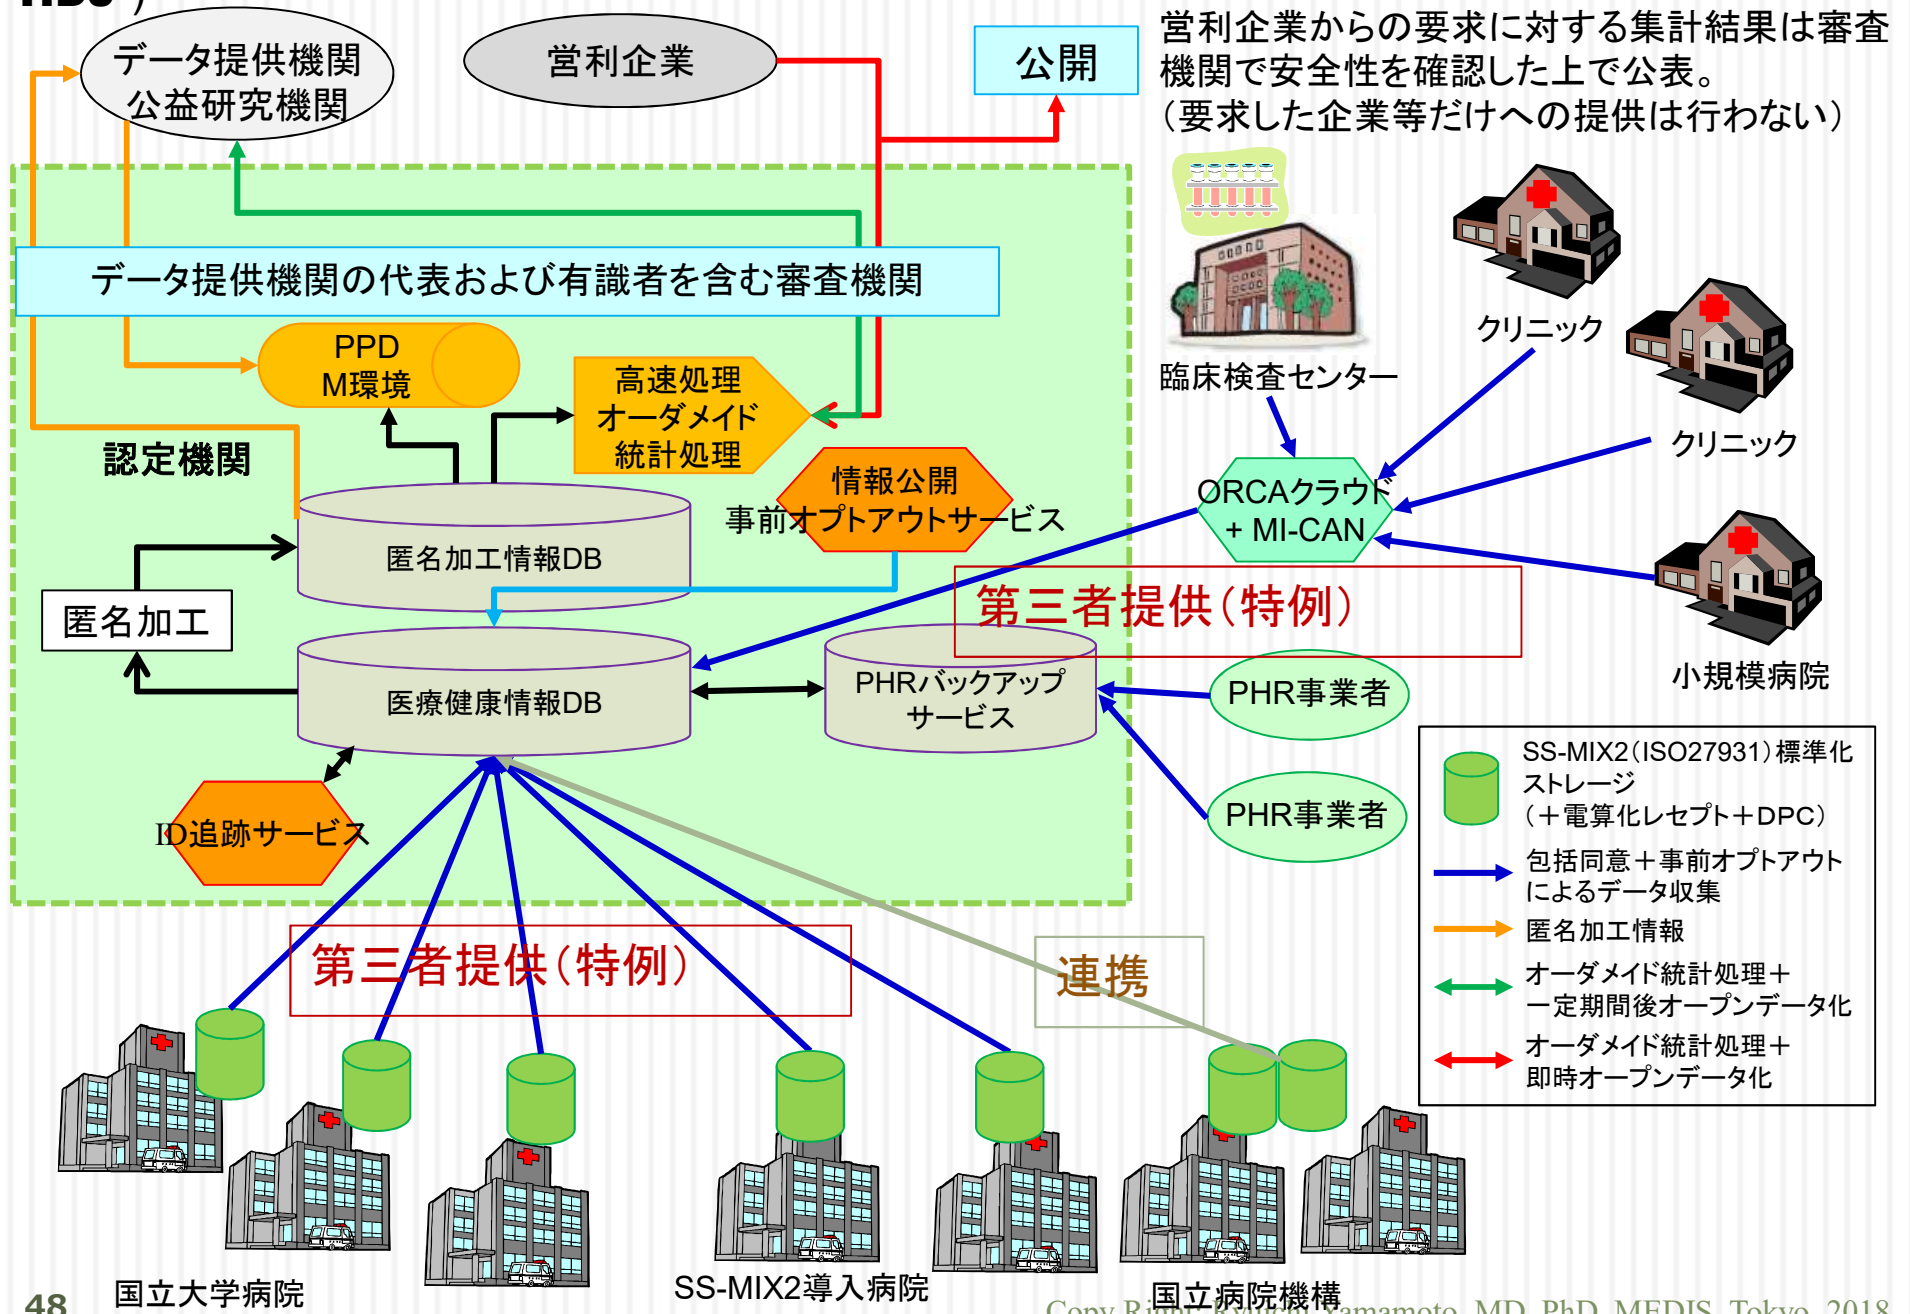 データ提供機関
公益研究機関
営利企業
公開
営利企業からの要求に対する集計結果は審査
機関で安全性を確認した上で公表。
（要求した企業等だけへの提供は行わない）
データ提供機関の代表および有識者を含む審査機関
PPD
M環境
高速処理
オーダメイド
統計処理
認定機関
情報公開
事前オプトアウトサービス
匿名加工情報DB
匿名加工
医療健康情報DB
PHRバックアップ
サービス
ID追跡サービス
臨床検査センター
クリニック
クリニック
ORCAクラウド
+ MI-CAN
小規模病院
第三者提供（特例）
PHR事業者
PHR事業者
SS-MIX2（ISO27931）標準化
ストレージ
（＋電算化レセプト＋DPC）
包括同意＋事前オプトアウト
によるデータ収集
匿名加工情報
オーダメイド統計処理＋
一定期間後オープンデータ化
オーダメイド統計処理＋
即時オープンデータ化
第三者提供（特例）
連携
国立大学病院
SS-MIX2導入病院
国立病院機構
48
Copy Right Ryuichi Yamamoto, MD, PhD, MEDIS, Tokyo, 2018